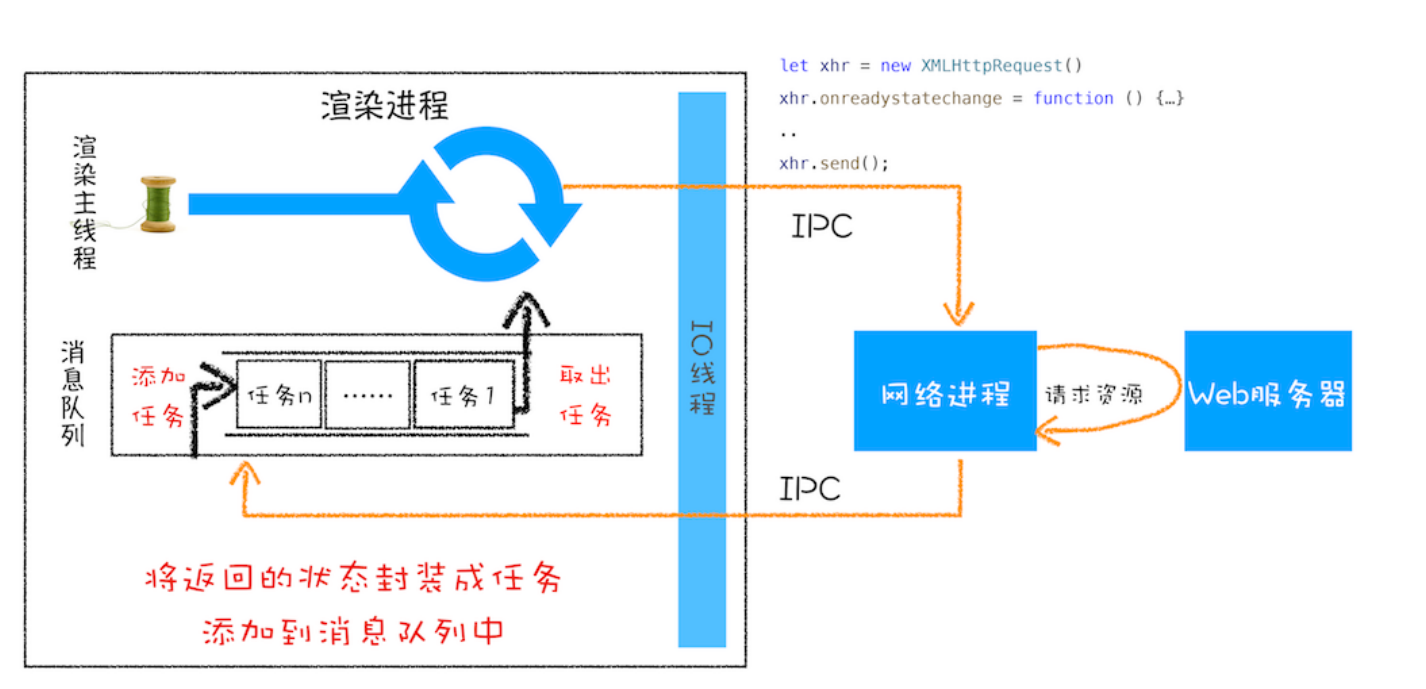 let xhr = new XMLHttpRequest()
xhr.onreadystatechange = function () {…}
..
xhr.send();
渲染进程
渲染主线程
IPC
IO线程
消息队列
添加
任务
任务n
……
任务1
取出
任务
网络进程
请求资源
Web服务器
IPC
将返回的状态封装成任务
添加到消息队列中